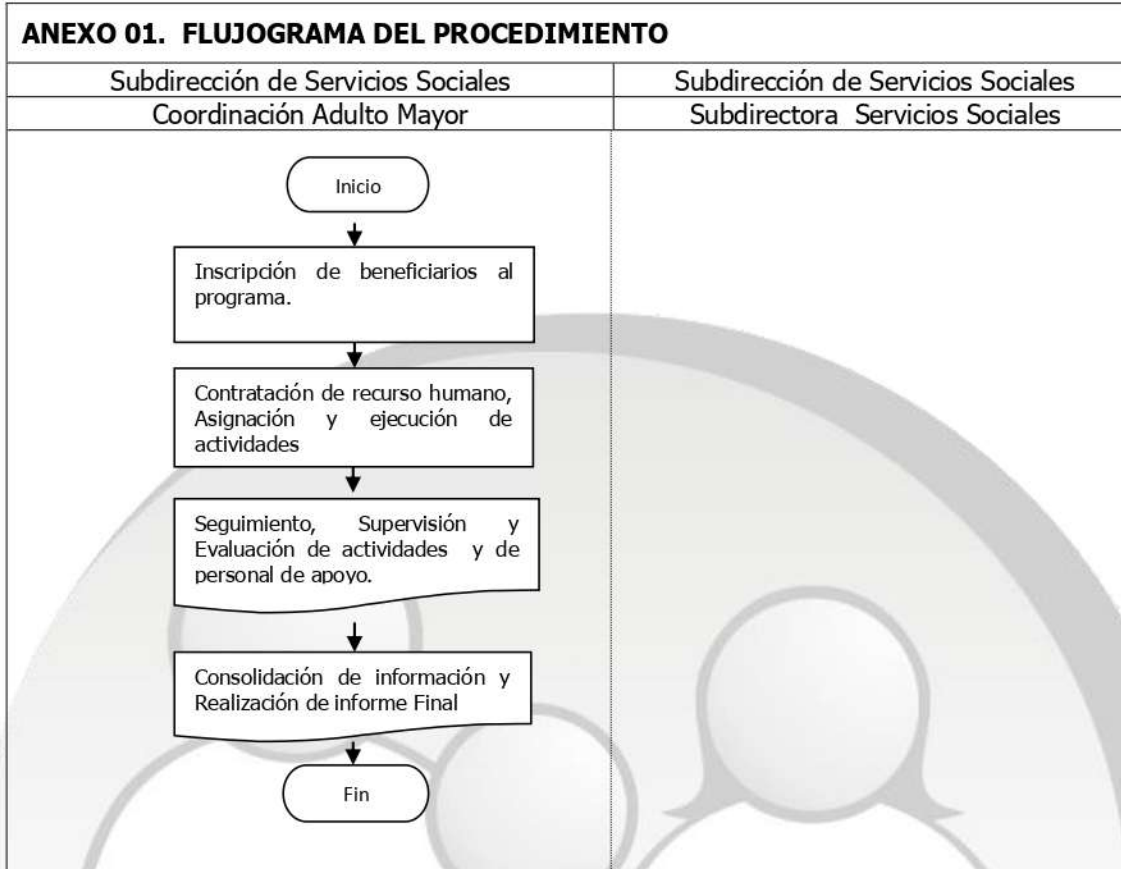 ANEXO 01. FLUJOGRAMA DEL PROCEDIMIENTO
Subdirección de Servicios Sociales
Subdirección de Servicios Sociales
Coordinación Adulto Mayor
Subdirectora Servicios Sociales
Inicio
Inscripción de beneficiarios al
programa.
Contratación de recurso humano,
Asignación y ejecución de
actividades
Seguimiento, Supervisión y
Evaluación de actividades y de
personal de apoyo.
Consolidación de información y
Realización de informe Final
Fin